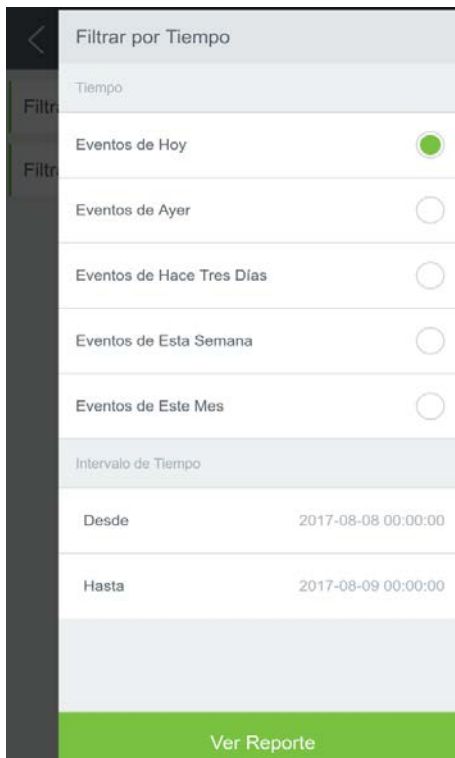 Filtrar por Tiempo
Tiempo
Filtr
Eventos de Hoy
Filtr
Eventos de Ayer
Eventos de Hace Tres Días
Eventos de Esta Semana
Eventos de Este Mes
Intervalo de Tiempo
Desde 2017-08-08 00:00:00
Hasta 2017-08-09 00:00:00
Ver Reporte